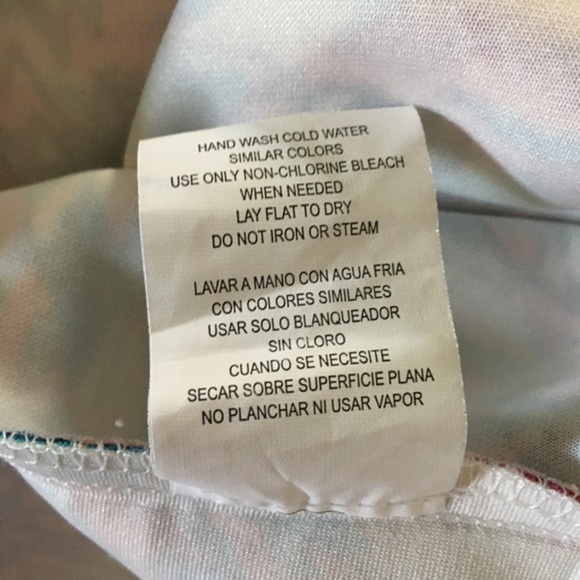 HAND WASH COLD WATER
SIMILAR COLORS
USE ONLY NON-CHLORINE BLEACH
WHEN NEEDED
LAY FLAT TO DRY
DO NOT IRON OR STEAM
LAVAR A MANO CON AGUA FRIA
CON COLORES SIMILARES
USAR SOLO BLANQUEADOR
SIN CLORO
CUANDO SE NECESITE
SECAR SOBRE SUPERFICIE PLANA
NO PLANCHAR NI USAR VAPOR